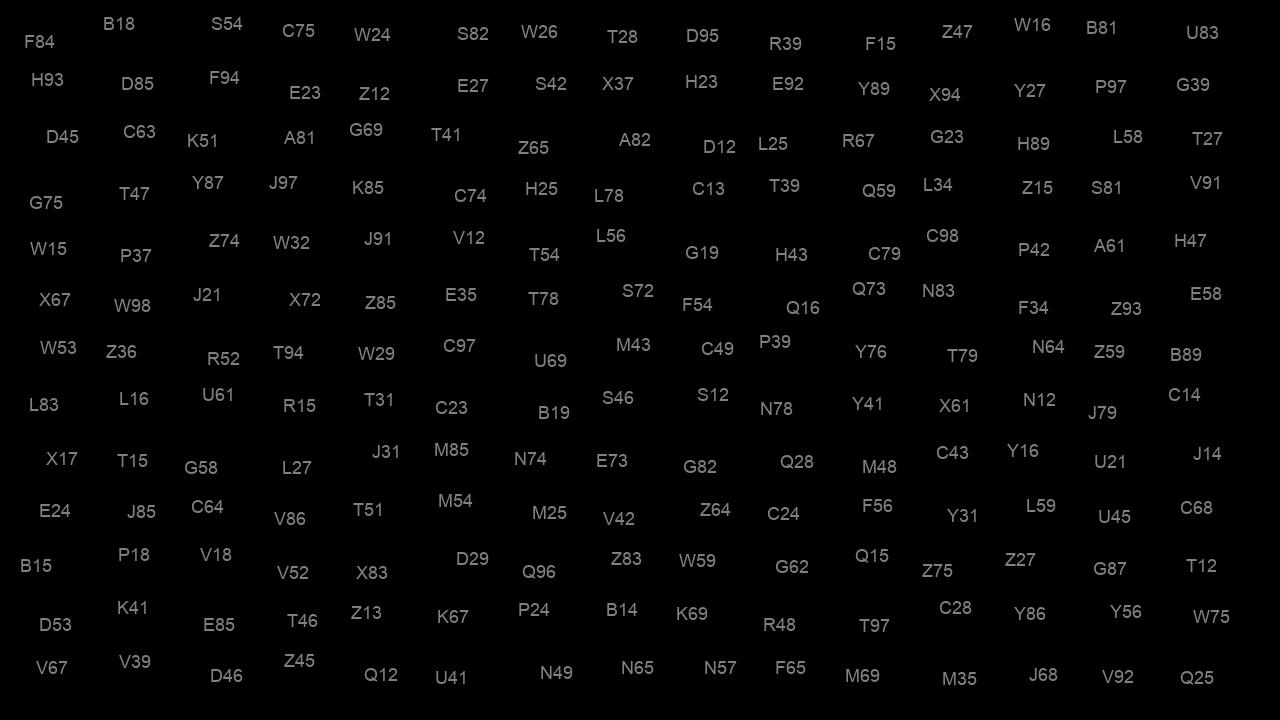 F84 B18 S54 C75 W24 S82 W26 T28 D95 R39 F15 Z47 W16 B81 U83
H93 D85 F94 E23 Z12 E27 S42 X37 H23 E92 Y89 X94 Y27 P97 G39
D45 C63 K51 A81 G69 T41 Z65 A82 D12 L25 R67 G23 H89 L58 T27
G75 T47 Y87 J97 K85 C74 H25 L78 C13 T39 Q59 L34 Z15 S81 V91
W15 P37 Z74 W32 J91 V12 T54 L56 G19 H43 C79 C98 P42 A61 H47
X67 W98 J21 X72 Z85 E35 T78 S72 F54 Q16 Q73 N83 F34 Z93 E58
W53 Z36 R52 T94 W29 C97 U69 M43 C49 P39 Y76 T79 N64 Z59 B89
L83 L16 U61 R15 T31 C23 B19 S46 S12 N78 Y41 X61 N12 J79 C14
X17 T15 G58 L27 J31 M85 N74 E73 G82 Q28 M48 C43 Y16 U21 J14
E24 J85 C64 V86 T51 M54 M25 V42 Z64 C24 F56 Y31 L59 U45 C68
B15 P18 V18 V52 X83 D29 Q96 Z83 W59 G62 Q15 Z75 Z27 G87 T12
D53 K41 E85 T46 Z13 K67 P24 B14 K69 R48 T97 C28 Y86 Y56 W75
V67 V39 D46 Z45 Q12 U41 N49 N65 N57 F65 M69 M35 J68 V92 Q25